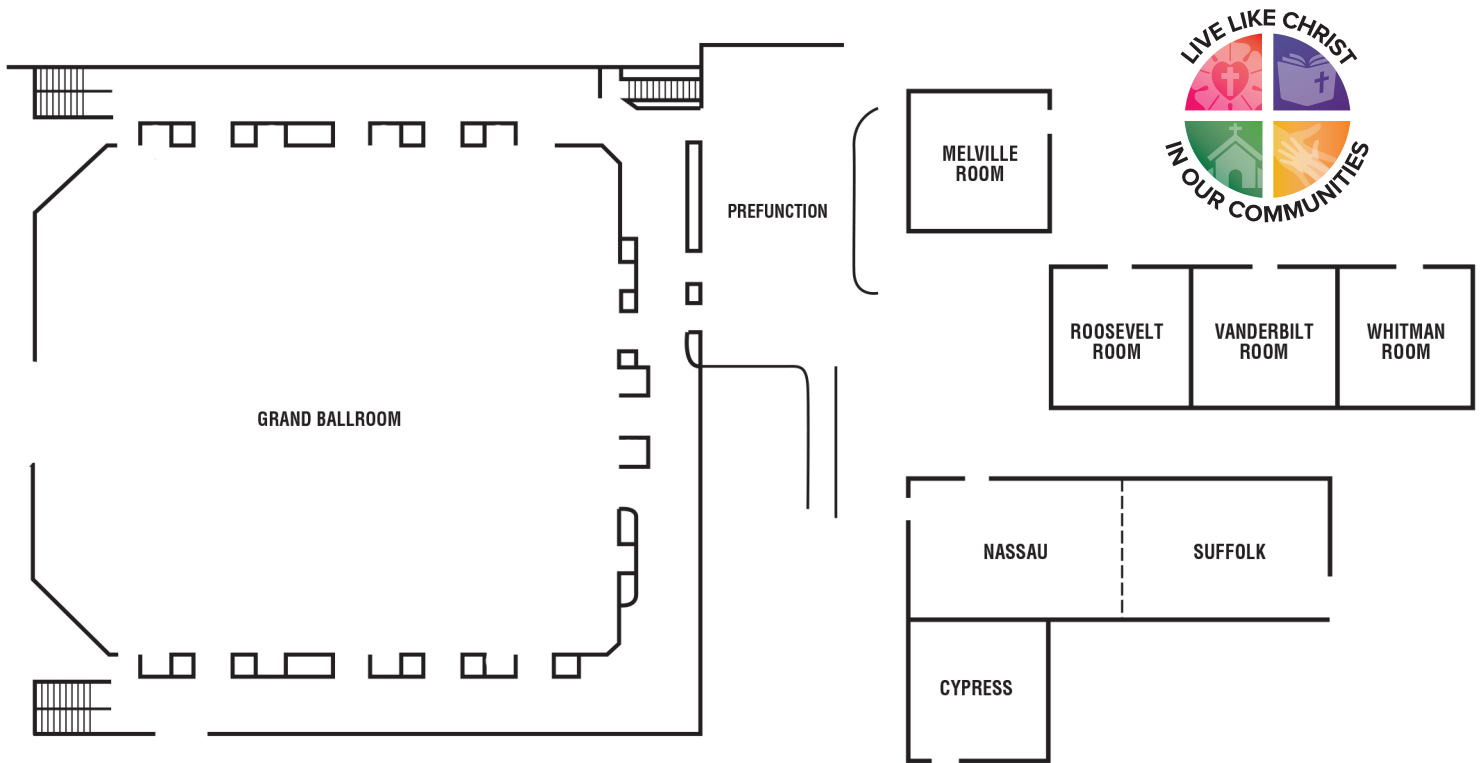 LIVE LIKE CHRIST
IN OUR COMMUNITIES
MELVILLE
ROOM
PREFUNCTION
ROOSEVELT
ROOM
VANDERBILT
ROOM
WHITMAN
ROOM
GRAND BALLROOM
NASSAU
SUFFOLK
CYPRESS